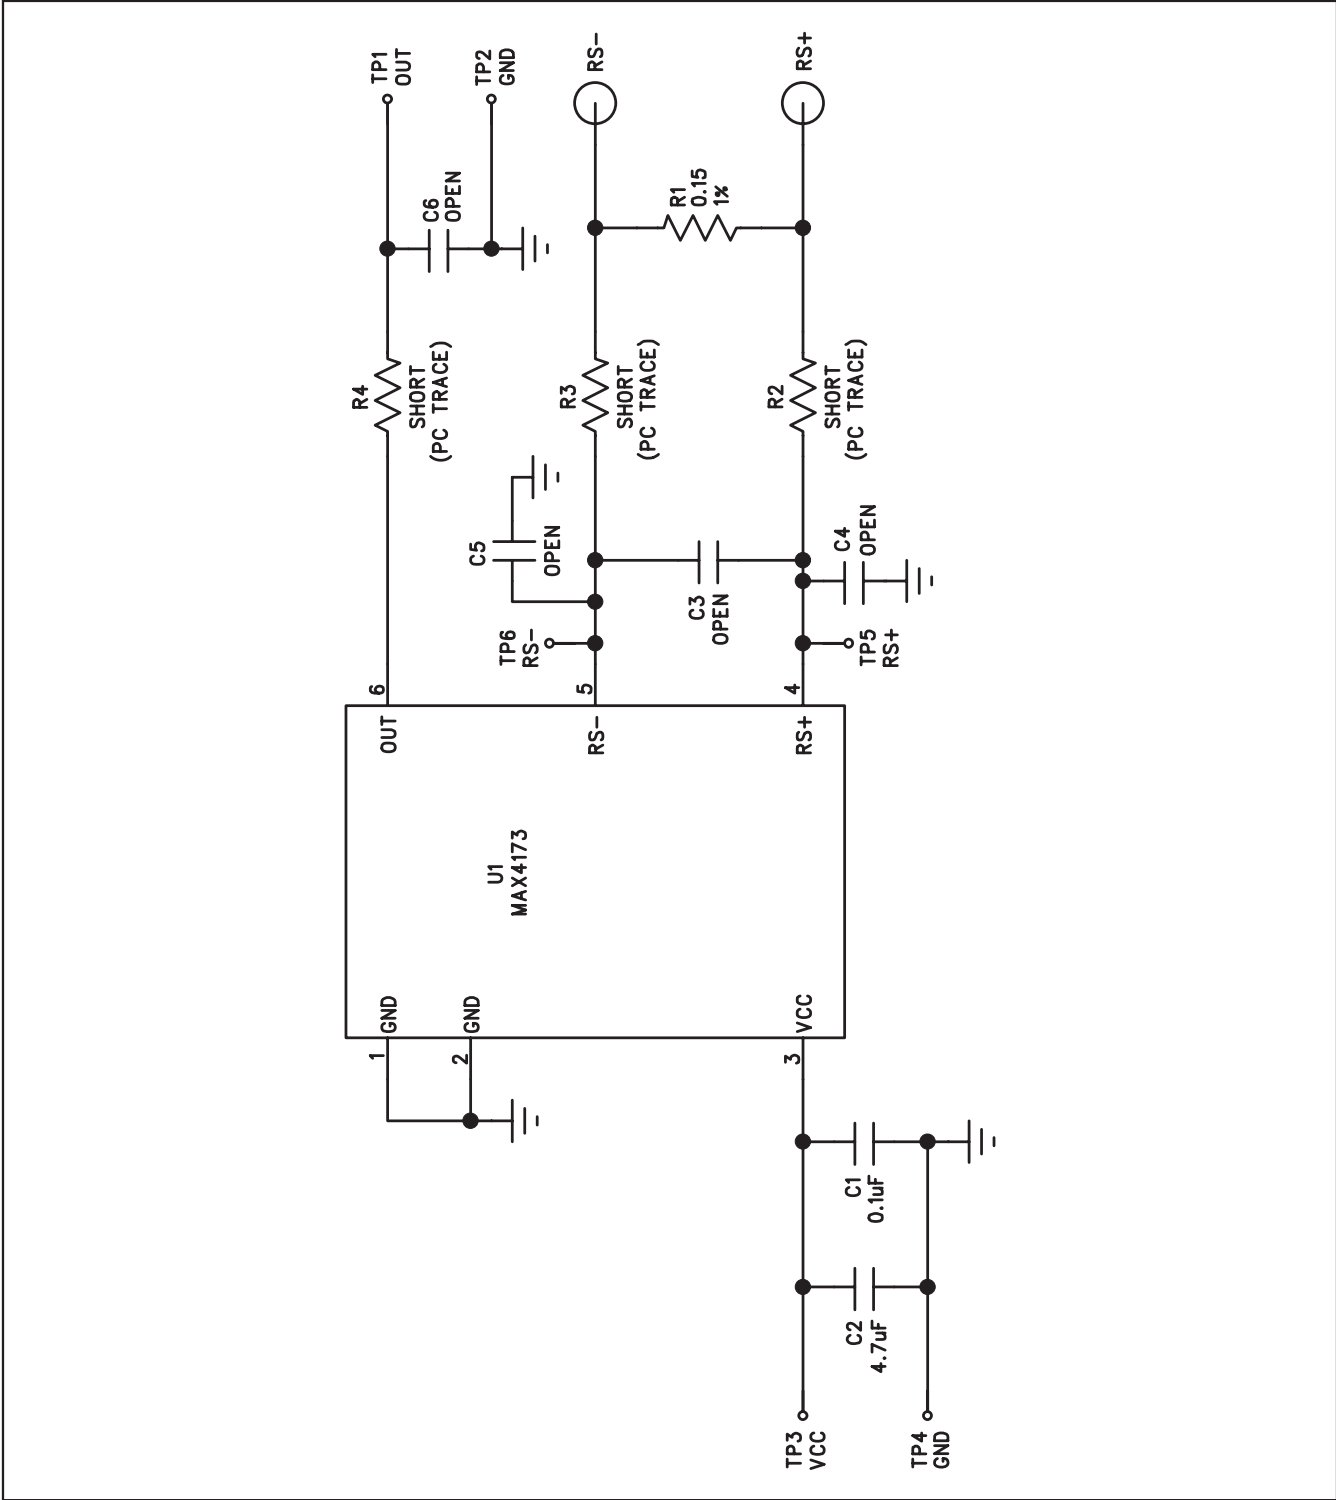 TP1
OUT
TP2
GND
RS-
RS+
C6
OPEN
R1
0.15
1%
R4
SHORT
(PC TRACE)
R3
SHORT
(PC TRACE)
R2
SHORT
(PC TRACE)
C5
OPEN
C3
OPEN
C4
OPEN
TP6
RS-
TP5
RS+
6
5
4
OUT
RS-
RS+
U1
MAX4173
GND
GND
VCC
1
2
3
C1
0.1uF
C2
4.7uF
TP3
VCC
TP4
GND